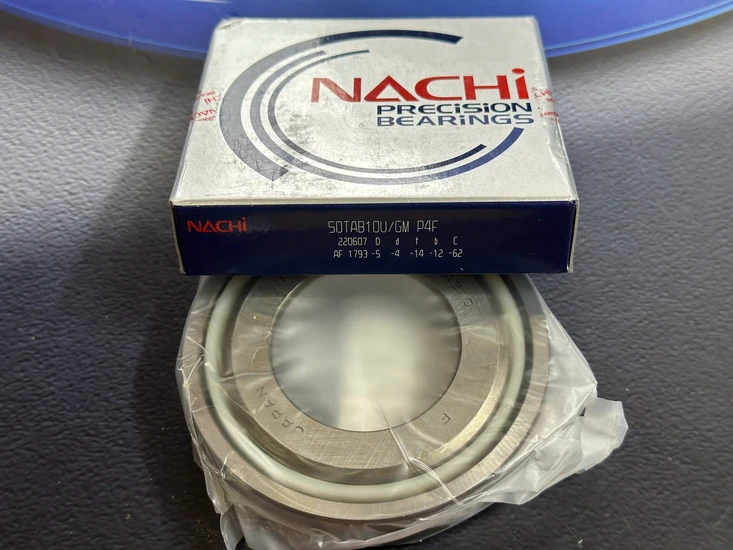 NACHi
PRECiSiON
BEARiNGS
NACHi
50TAB10U/GM P4F
220607 D d f b C
AF 1793 -5 -4 -14 -12 -62
JAPAN
F